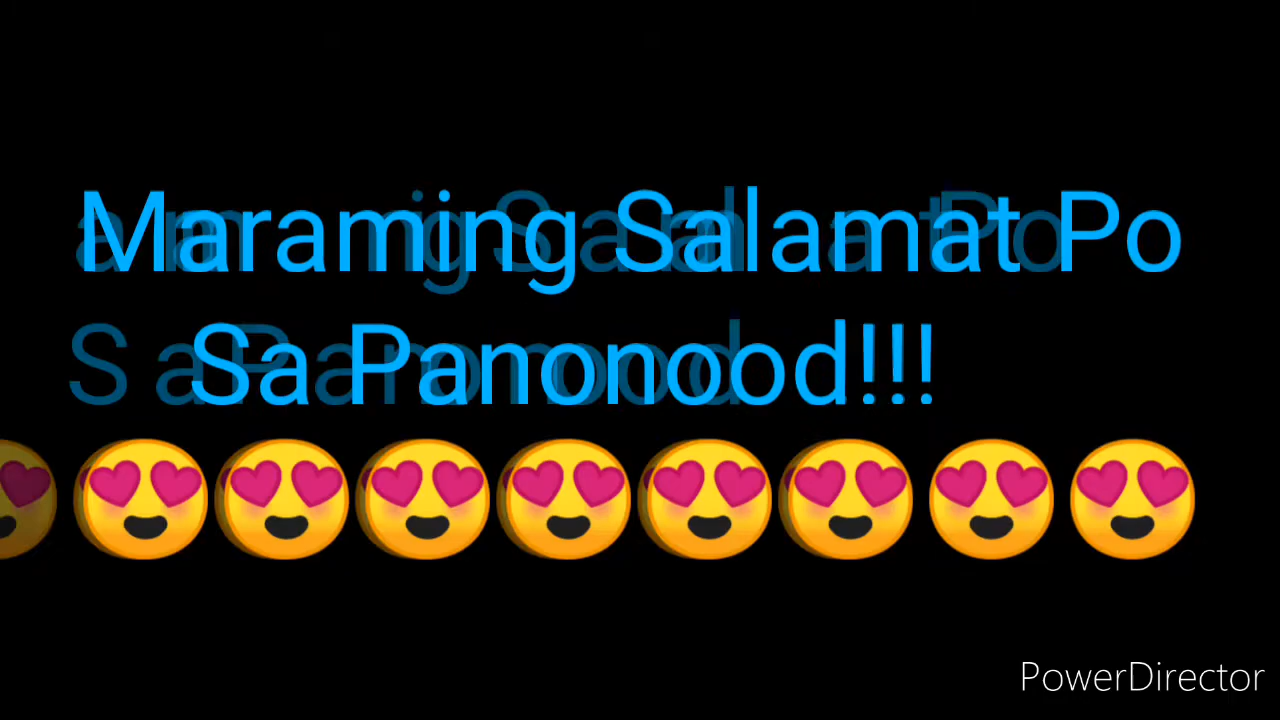 Maraming Salamat Po
Sa Panonood!!!
😍😍😍😍😍😍😍😍
PowerDirector